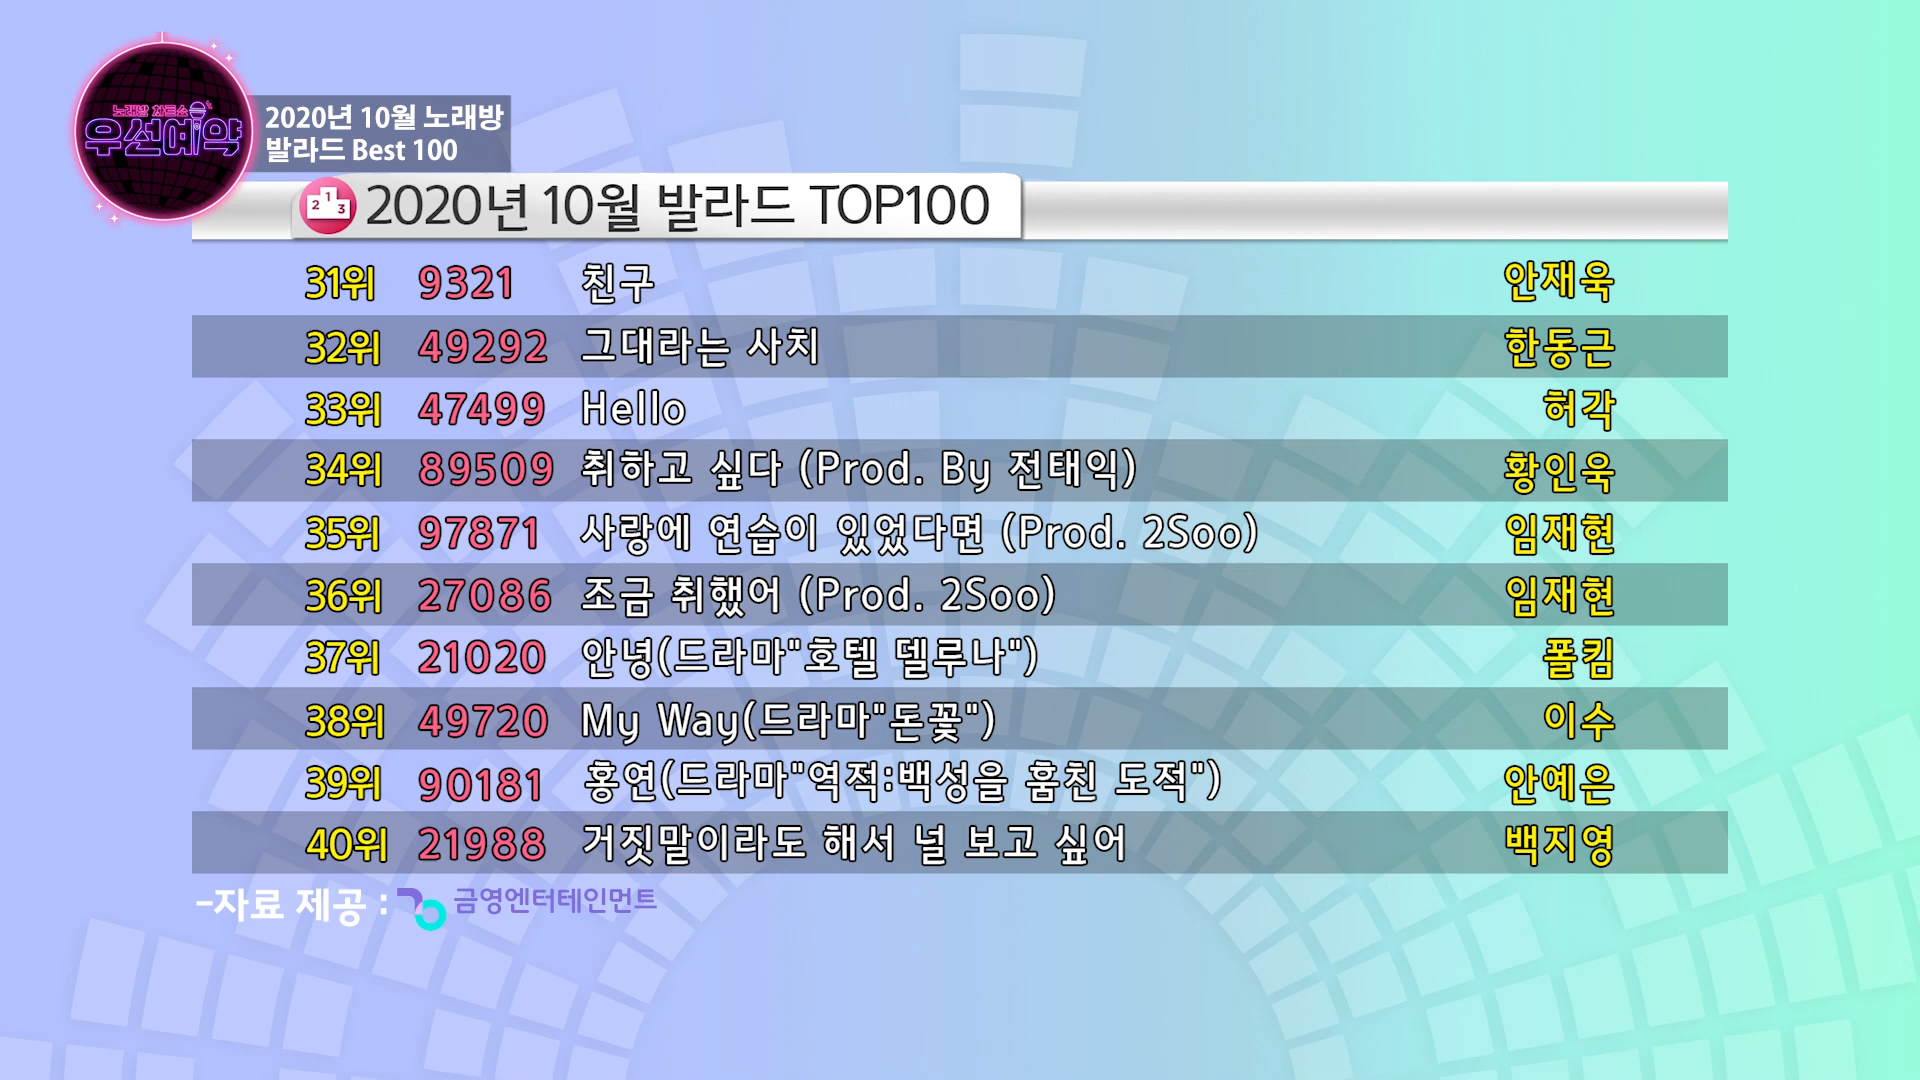 노래방 차트쇼
우선예약
2020년 10월 노래방
발라드 Best 100
1
2 3
2020년 10월 발라드 TOP100
31위 9321 친구 안재욱
32위 49292 그대라는 사치 한동근
33위 47499 Hello 허각
34위 89509 취하고 싶다 (Prod. By 전태익) 황인욱
35위 97871 사랑에 연습이 있었다면 (Prod. 2Soo) 임재현
36위 27086 조금 취했어 (Prod. 2Soo) 임재현
37위 21020 안녕(드라마"호텔 델루나") 폴킴
38위 49720 My Way(드라마"돈꽃") 이수
39위 90181 홍연(드라마"역적:백성을 훔친 도적") 안예은
40위 21988 거짓말이라도 해서 널 보고 싶어 백지영
-자료 제공 : 금영엔터테인먼트